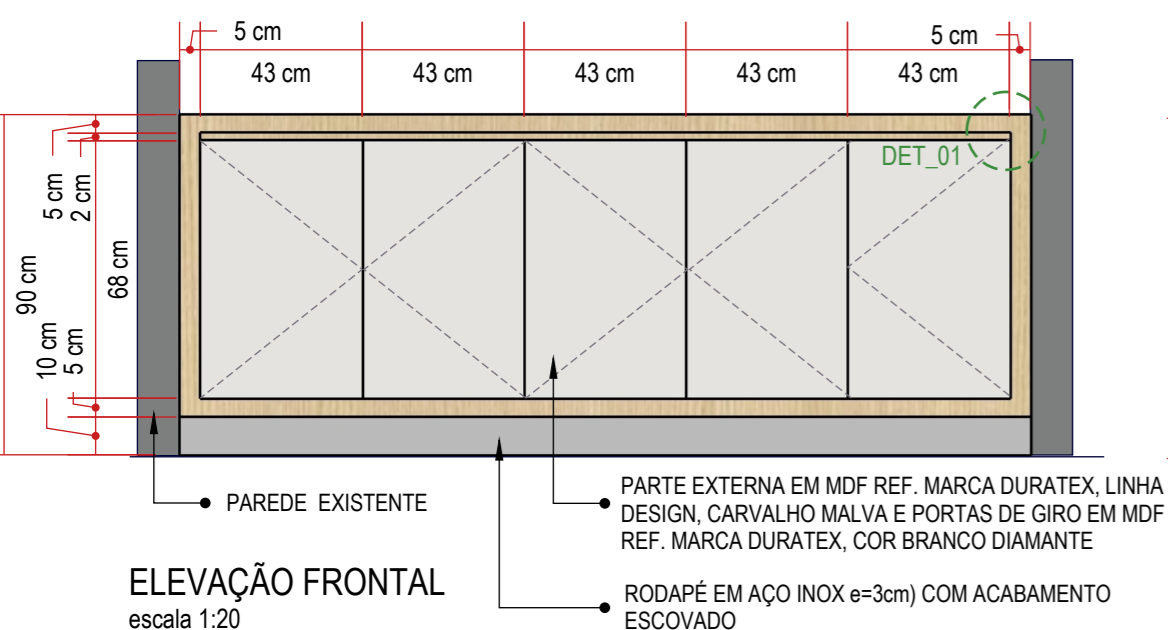 5 cm
5 cm
43 cm
43 cm
43 cm
43 cm
43 cm
DET_01
5 cm
2 cm
68 cm
90 cm
10 cm
5 cm
PAREDE EXISTENTE
PARTE EXTERNA EM MDF REF. MARCA DURATEX, LINHA
DESIGN, CARVALHO MALVA E PORTAS DE GIRO EM MDF
REF. MARCA DURATEX, COR BRANCO DIAMANTE
ELEVAÇÃO FRONTAL
escala 1:20
RODAPÉ EM AÇO INOX e=3cm) COM ACABAMENTO
ESCOVADO